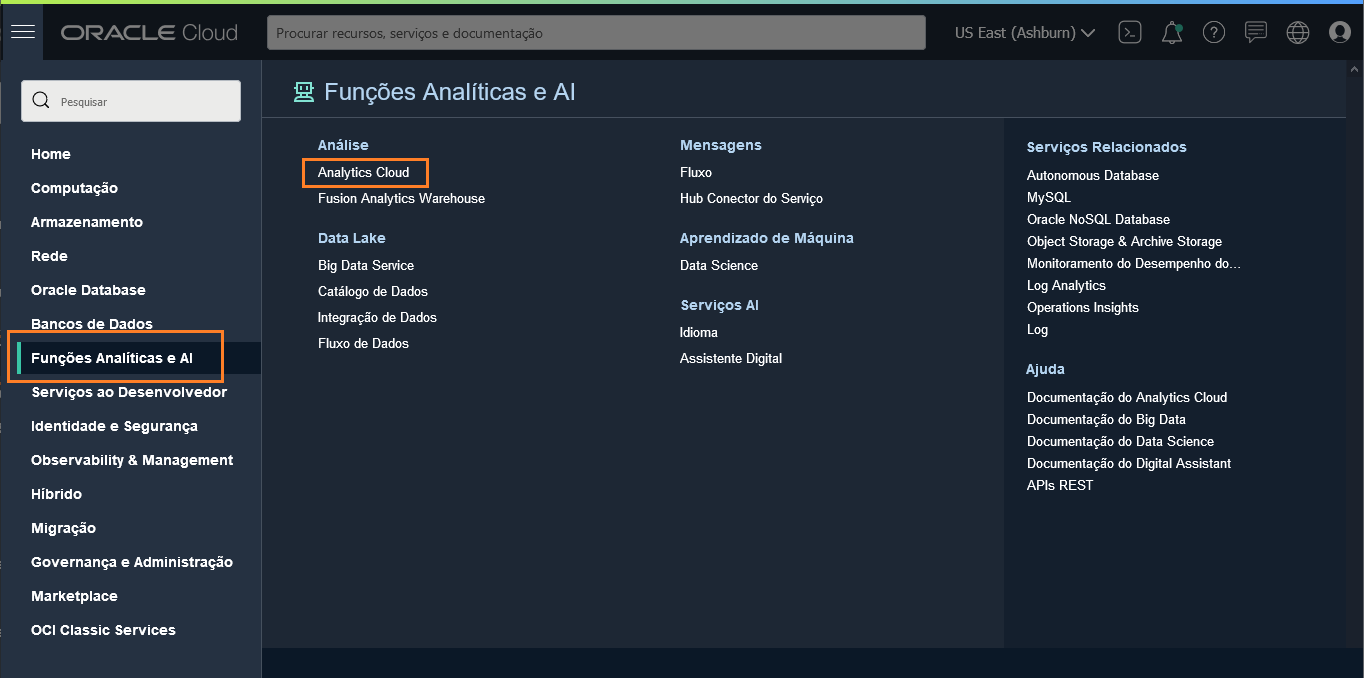 ORACLE Cloud
Procurar recursos, serviços e documentação
US East (Ashburn)
Pesquisar
Home
Computação
Armazenamento
Rede
Oracle Database
Bancos de Dados
Funções Analíticas e AI
Serviços ao Desenvolvedor
Identidade e Segurança
Observability & Management
Híbrido
Migração
Governança e Administração
Marketplace
OCI Classic Services
Funções Analíticas e AI
Análise
Analytics Cloud
Fusion Analytics Warehouse
Data Lake
Big Data Service
Catálogo de Dados
Integração de Dados
Fluxo de Dados
Mensagens
Fluxo
Hub Conector do Serviço
Aprendizado de Máquina
Data Science
Serviços AI
Idioma
Assistente Digital
Serviços Relacionados
Autonomous Database
MySQL
Oracle NoSQL Database
Object Storage & Archive Storage
Monitoramento do Desempenho do...
Log Analytics
Operations Insights
Log
Ajuda
Documentação do Analytics Cloud
Documentação do Big Data
Documentação do Data Science
Documentação do Digital Assistant
APIs REST